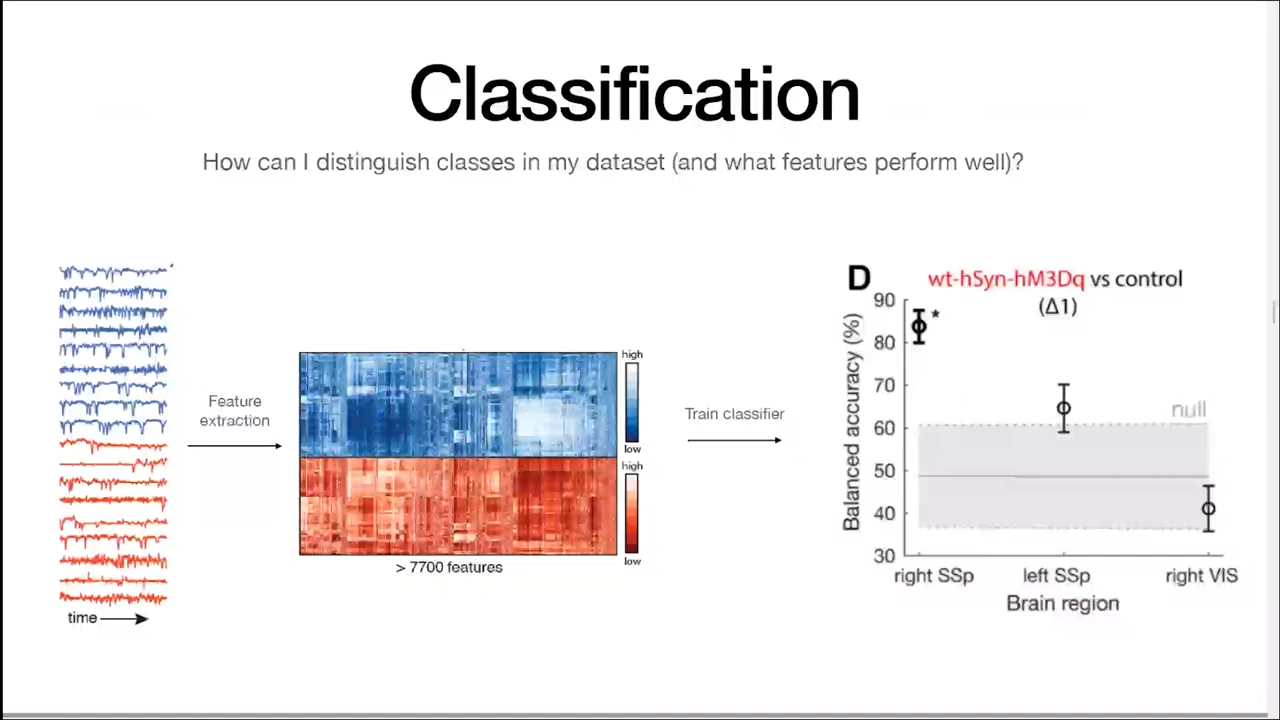 Classification
How can I distinguish classes in my dataset (and what features perform well)?
time
Feature
extraction
high
low
high
low
> 7700 features
Train classifier
D
wt-hSyn-hM3Dq vs control
(Δ1)
Balanced accuracy (%)
90
80
70
60
50
40
30
*
null
right SSp
left SSp
right VIS
Brain region